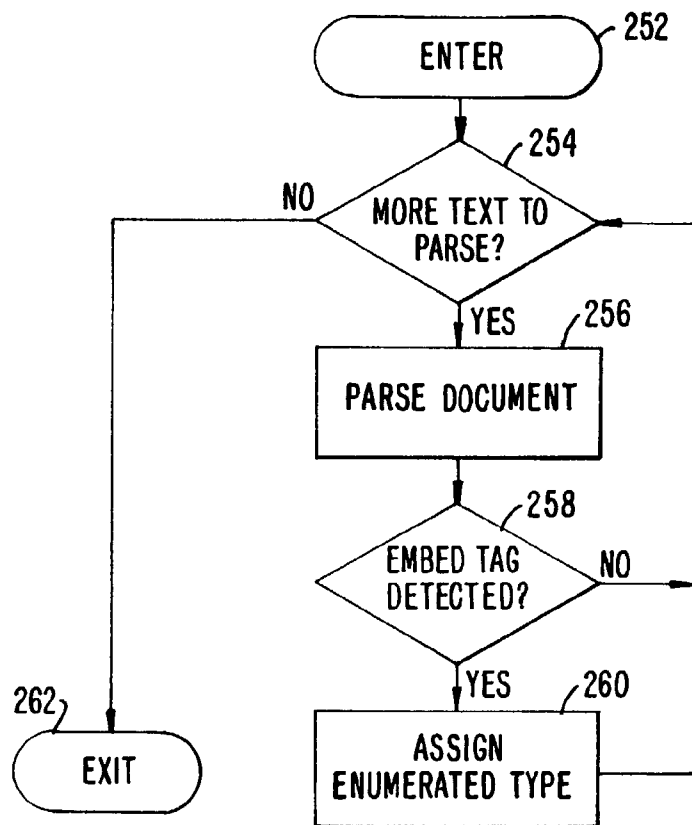 ENTER
252
254
NO
MORE TEXT TO
PARSE?
YES
256
PARSE DOCUMENT
258
EMBED TAG
DETECTED?
NO
YES
260
262
EXIT
ASSIGN
ENUMERATED TYPE